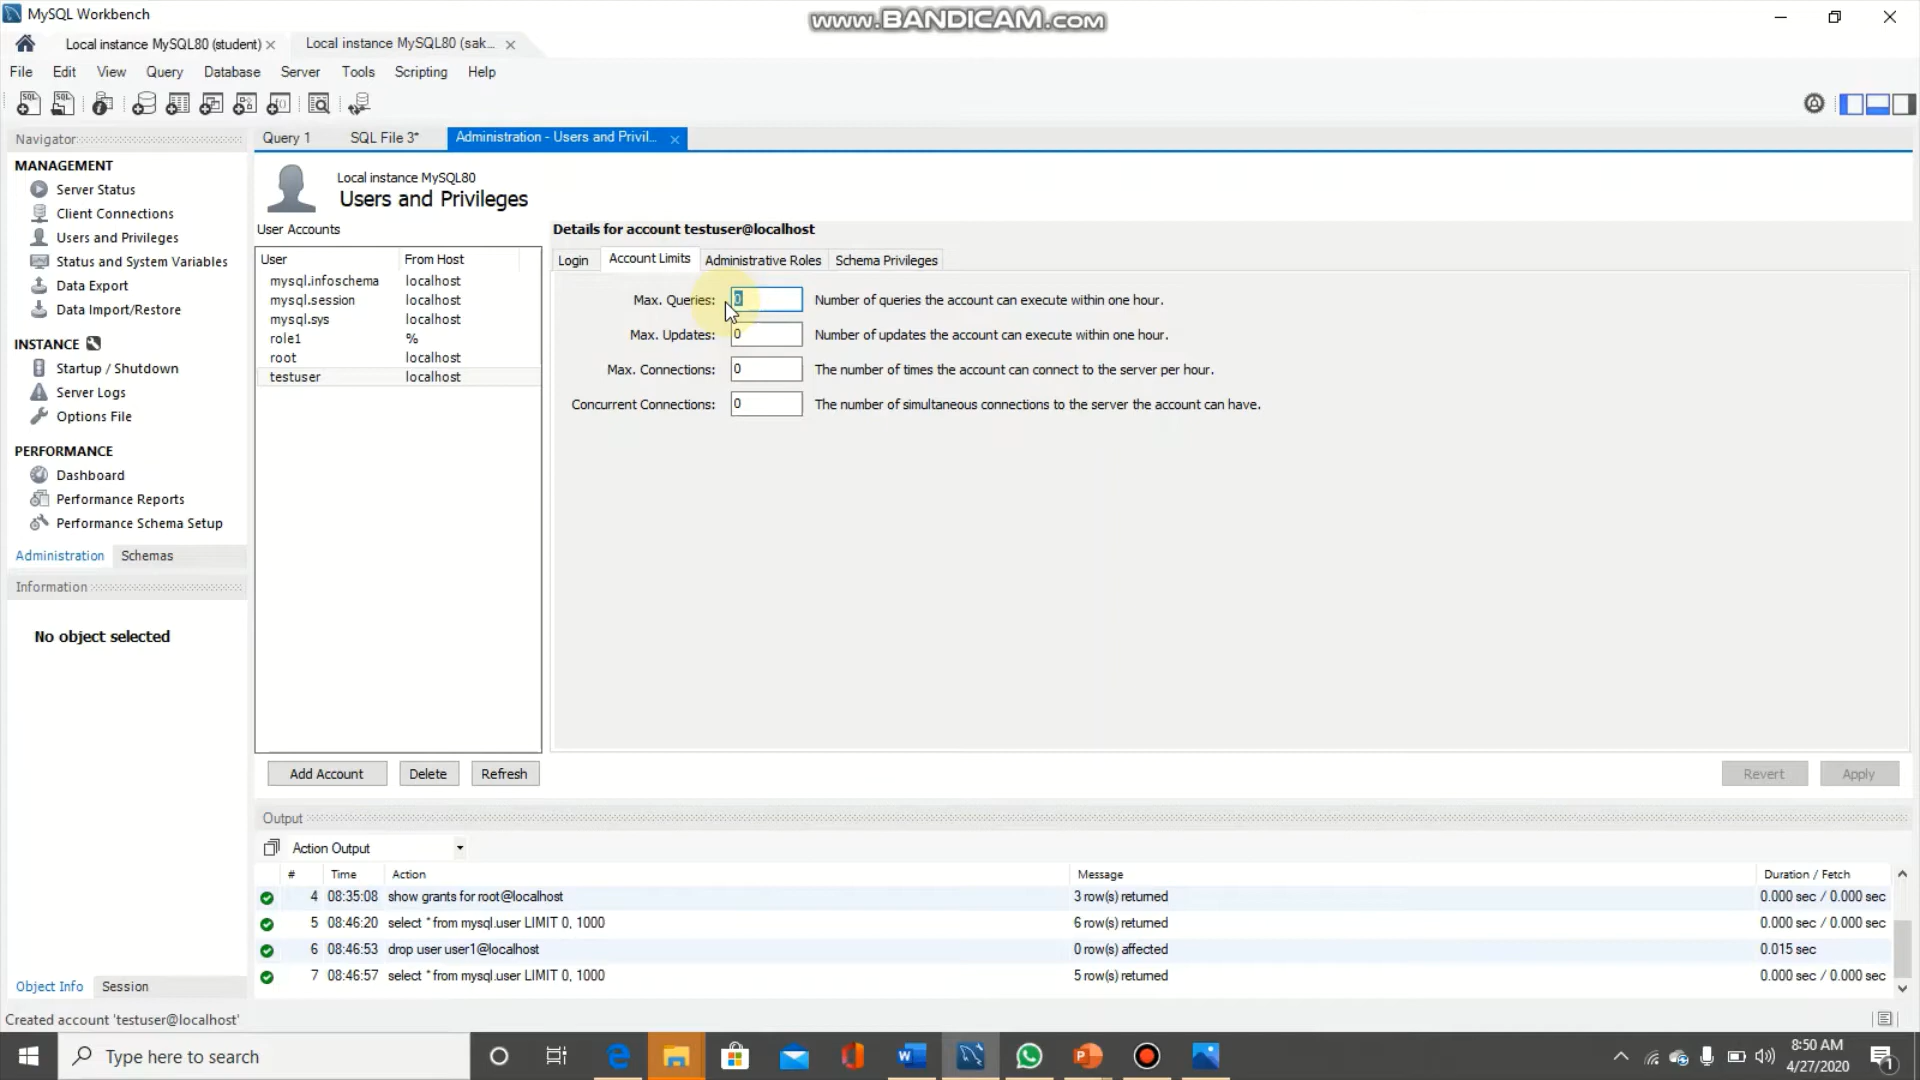 MySQL Workbench
www.BANDICAM.com
Local instance MySQL80 (student)
Local instance MySQL80 (sak...
File Edit View Query Database Server Tools Scripting Help
Navigator
MANAGEMENT
Server Status
Client Connections
Users and Privileges
Status and System Variables
Data Export
Data Import/Restore
INSTANCE
Startup / Shutdown
Server Logs
Options File
PERFORMANCE
Dashboard
Performance Reports
Performance Schema Setup
Administration Schemas
Information
No object selected
Object Info Session
Query 1 SQL File 3* Administration - Users and Privil...
Local instance MySQL80
Users and Privileges
User Accounts
User From Host
mysql.infoschema localhost
mysql.session localhost
mysql.sys localhost
role1 %
root localhost
testuser localhost
Add Account Delete Refresh
Details for account testuser@localhost
Login Account Limits Administrative Roles Schema Privileges
Max. Queries: 0 Number of queries the account can execute within one hour.
Max. Updates: 0 Number of updates the account can execute within one hour.
Max. Connections: 0 The number of times the account can connect to the server per hour.
Concurrent Connections: 0 The number of simultaneous connections to the server the account can have.
Revert Apply
Output
Action Output
# Time Action Message Duration / Fetch
4 08:35:08 show grants for root@localhost 3 row(s) returned 0.000 sec / 0.000 sec
5 08:46:20 select * from mysql.user LIMIT 0, 1000 6 row(s) returned 0.000 sec / 0.000 sec
6 08:46:53 drop user user1@localhost 0 row(s) affected 0.015 sec
7 08:46:57 select * from mysql.user LIMIT 0, 1000 5 row(s) returned 0.000 sec / 0.000 sec
Created account 'testuser@localhost'
Type here to search
8:50 AM
4/27/2020
1